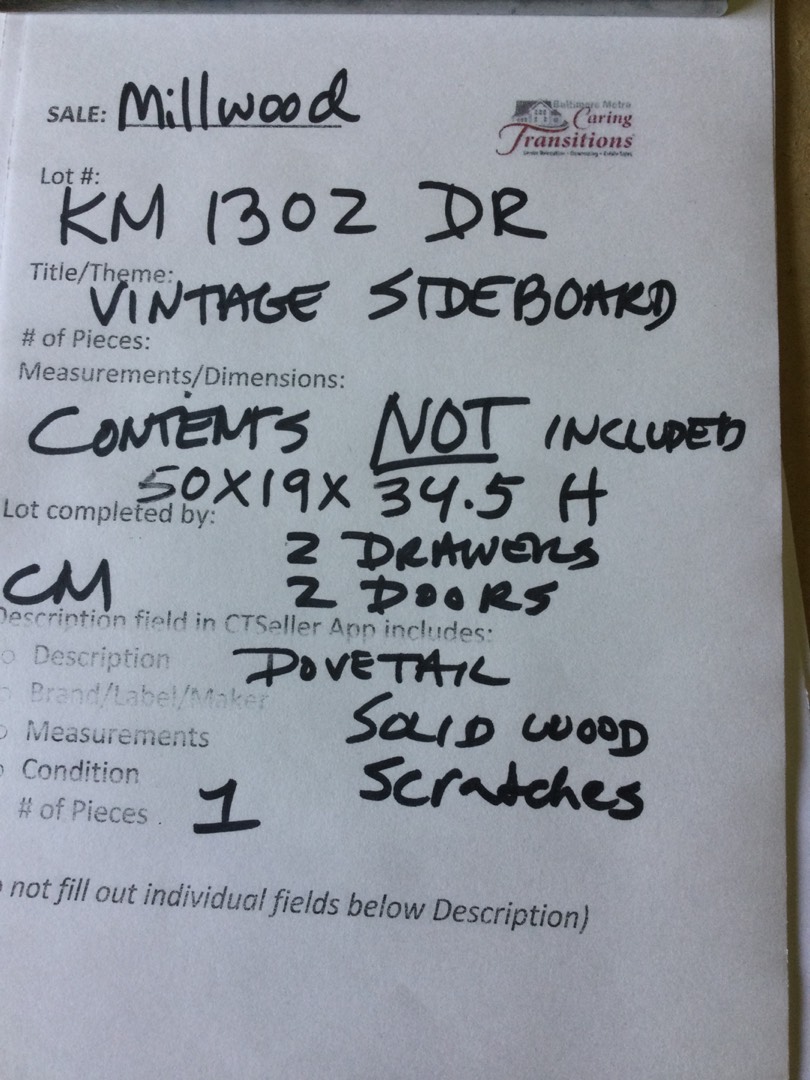 SALE: Millwood
Baltimore Metro
Caring
Transitions
Lot #:
KM 1302 DR
Title/Theme:
VINTAGE SIDEBOARD
# of Pieces:
Measurements/Dimensions:
CONTENTS NOT INCLUDED
50X19X 34.5 H
Lot completed by:
2 DRAWERS
CM
2 DOORS
Description field in CTSeller App includes:
Description
DOVETAIL
Brand/Label/Maker
Measurements
SOLID WOOD
Condition
Scratches
# of Pieces
1
not fill out individual fields below Description)